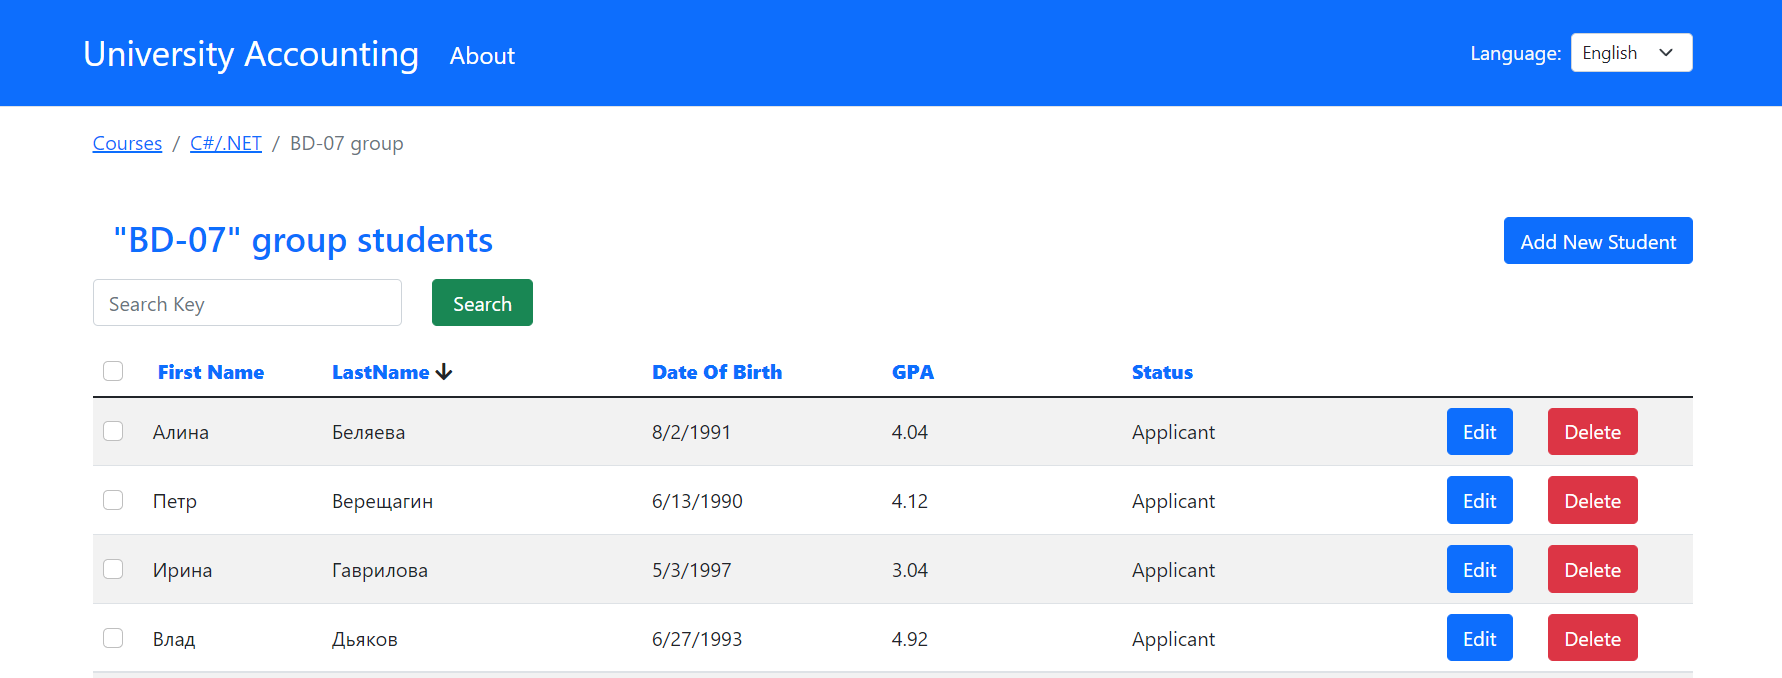 University Accounting About Language: English
Courses / C#/.NET / BD-07 group
"BD-07" group students Add New Student
Search Key Search
First Name LastName Date Of Birth GPA Status
Алина Беляева 8/2/1991 4.04 Applicant Edit Delete
Петр Верещагин 6/13/1990 4.12 Applicant Edit Delete
Ирина Гаврилова 5/3/1997 3.04 Applicant Edit Delete
Влад Дьяков 6/27/1993 4.92 Applicant Edit Delete